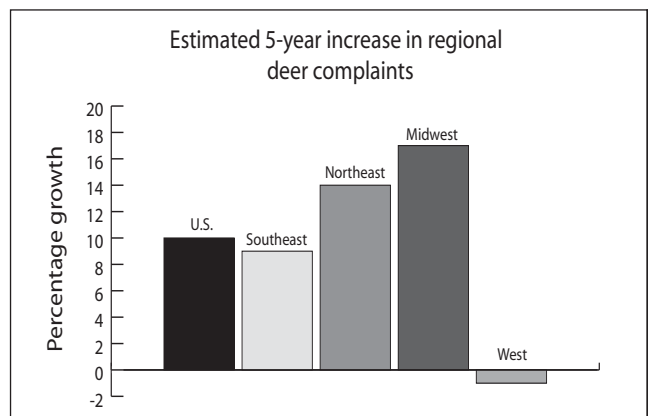 Estimated 5-year increase in regional
deer complaints
Percentage growth
20
18
16
14
12
10
8
6
4
2
0
-2
U.S.
Southeast
Northeast
Midwest
West